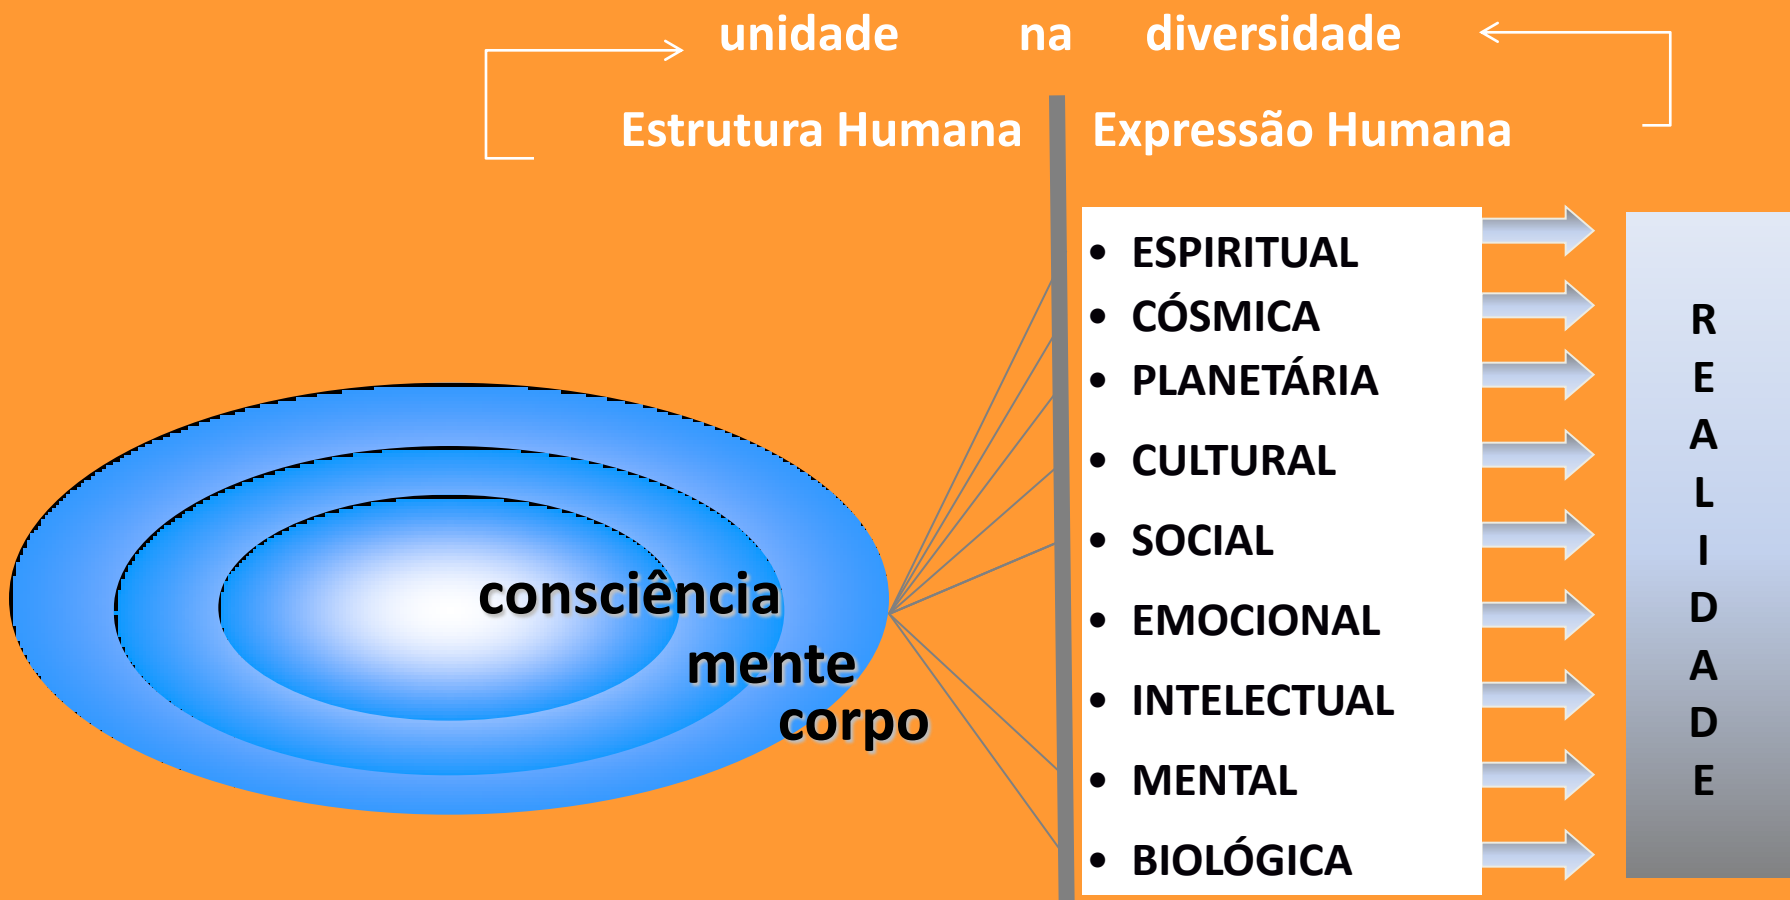 unidade na diversidade
Estrutura Humana
Expressão Humana
consciência
mente
corpo
• ESPIRITUAL
• CÓSMICA
• PLANETÁRIA
• CULTURAL
• SOCIAL
• EMOCIONAL
• INTELECTUAL
• MENTAL
• BIOLÓGICA
R
E
A
L
I
D
A
D
E